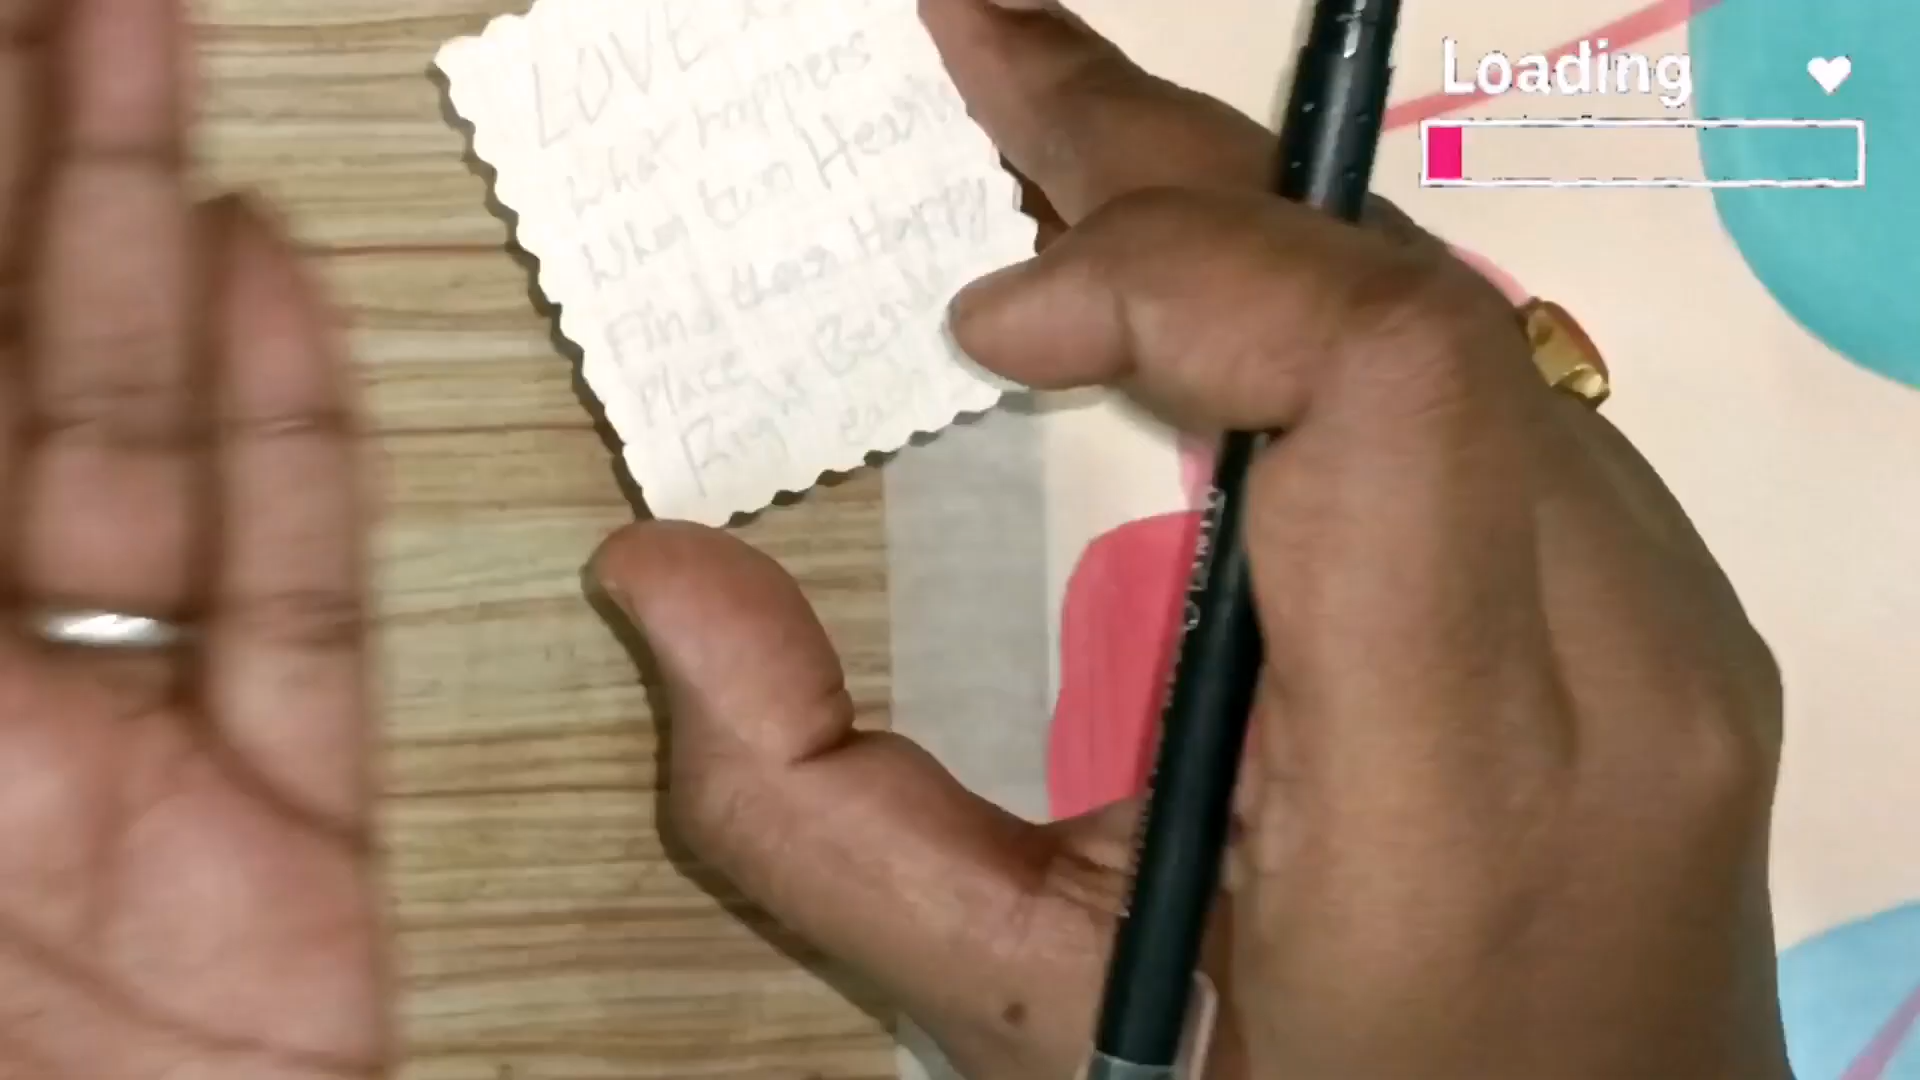 Loading
LOVE
what happens
When two Hearts
Find their Happy
Place
Right Beside